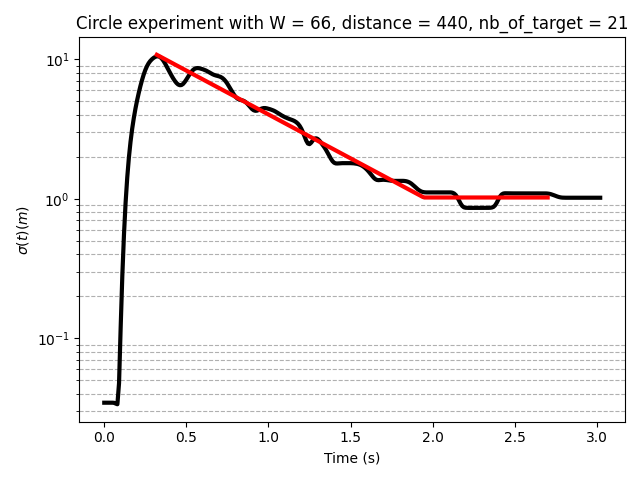 Circle experiment with W = 66, distance = 440, nb_of_target = 21
σ(t)(m)
10¹
10⁰
10⁻¹
0.0 0.5 1.0 1.5 2.0 2.5 3.0
Time (s)